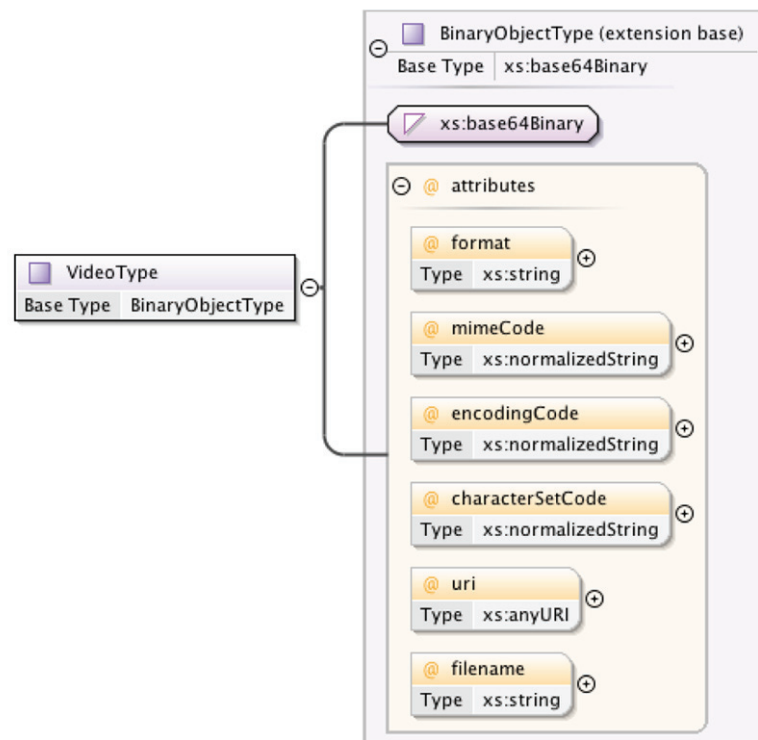 BinaryObjectType (extension base)
Base Type xs:base64Binary
xs:base64Binary
@ attributes
@ format
Type xs:string
VideoType
Base Type BinaryObjectType
@ mimeCode
Type xs:normalizedString
@ encodingCode
Type xs:normalizedString
@ characterSetCode
Type xs:normalizedString
@ uri
Type xs:anyURI
@ filename
Type xs:string